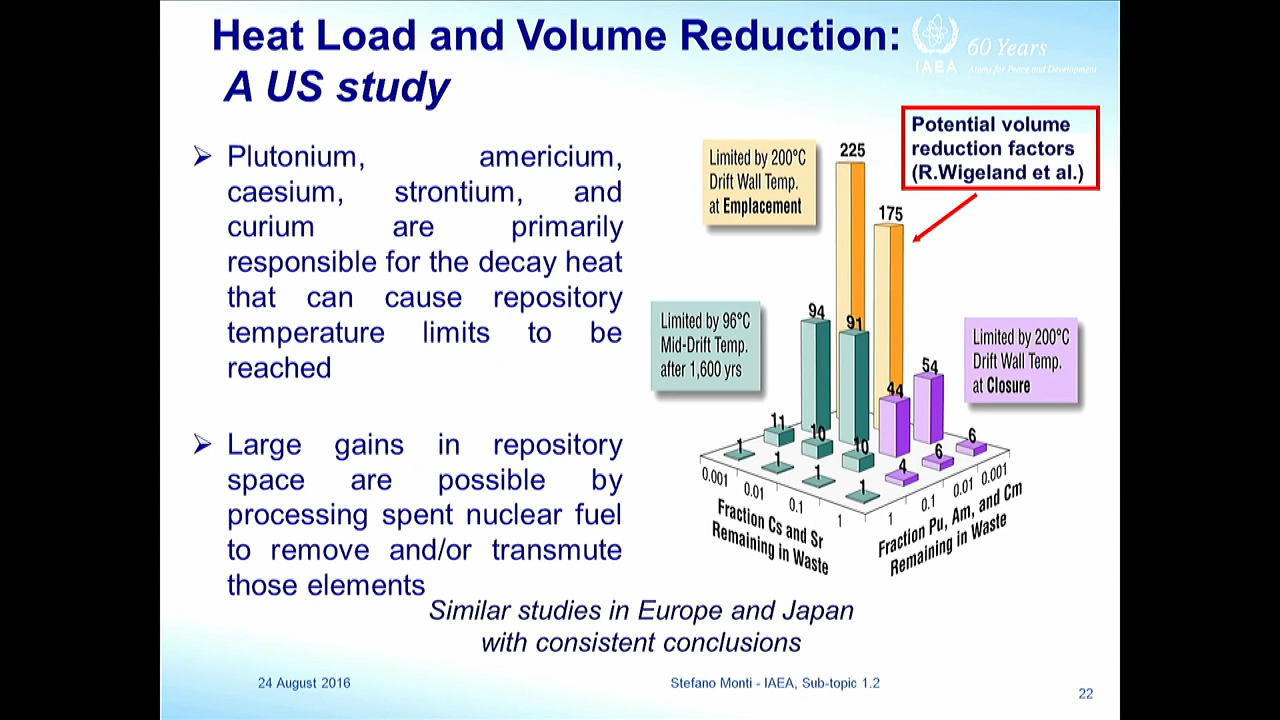 Heat Load and Volume Reduction:
A US study
IAEA
60 Years
Atoms for Peace and Development
➢ Plutonium, americium,
caesium, strontium, and
curium are primarily
responsible for the decay heat
that can cause repository
temperature limits to be
reached
➢ Large gains in repository
space are possible by
processing spent nuclear fuel
to remove and/or transmute
those elements
Potential volume
reduction factors
(R.Wigeland et al.)
Limited by 200°C
Drift Wall Temp.
at Emplacement
225
175
Limited by 96°C
Mid-Drift Temp.
after 1,600 yrs
94
91
Limited by 200°C
Drift Wall Temp.
at Closure
54
44
11
10
10
6
6
4
1
1
1
1
0.001
0.01
0.1
1
Fraction Cs and Sr
Remaining in Waste
1
0.1
0.01
0.001
Fraction Pu, Am, and Cm
Remaining in Waste
Similar studies in Europe and Japan
with consistent conclusions
24 August 2016
Stefano Monti - IAEA, Sub-topic 1.2
22